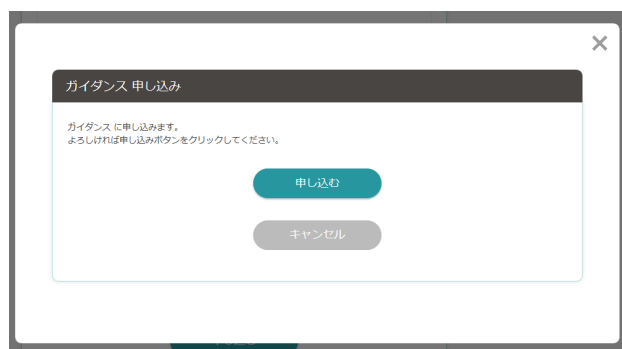 ガイダンス 申し込み
ガイダンス に申し込みます。
よろしければ申し込みボタンをクリックしてください。
申し込む
キャンセル